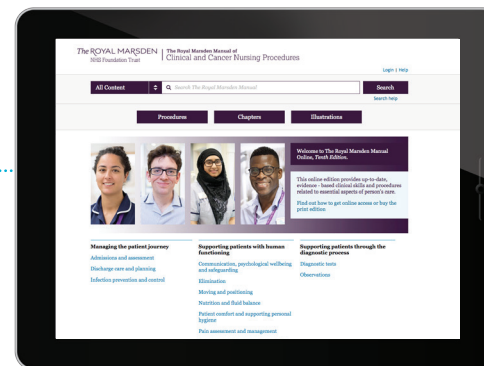 The ROYAL MARSDEN
NHS Foundation Trust
The Royal Marsden Manual of
Clinical and Cancer Nursing Procedures
Login | Help
All Content
Search The Royal Marsden Manual
Search
Search help
Procedures
Chapters
Illustrations
Welcome to The Royal Marsden Manual
Online, Tenth Edition.
This online edition provides up-to-date,
evidence - based clinical skills and procedures
related to essential aspects of person's care.
Find out how to get online access or buy the
print edition
Managing the patient journey
Admissions and assessment
Discharge care and planning
Infection prevention and control
Supporting patients with human
functioning
Communication, psychological wellbeing
and safeguarding
Elimination
Moving and positioning
Nutrition and fluid balance
Patient comfort and supporting personal
hygiene
Pain assessment and management
Supporting patients through the
diagnostic process
Diagnostic tests
Observations